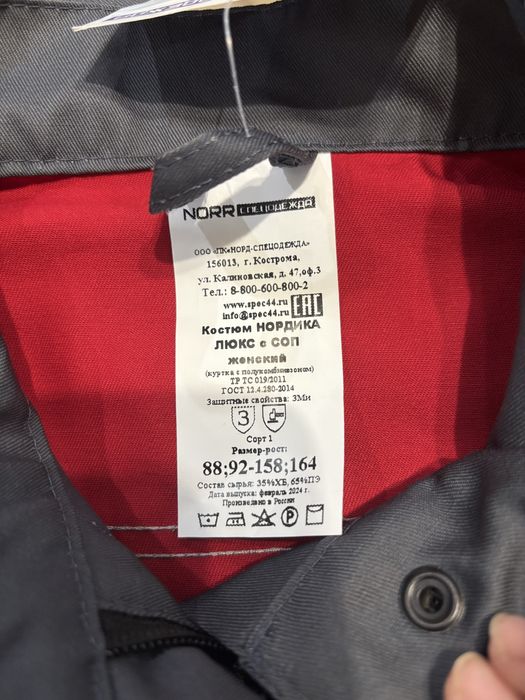 NORR СПЕЦОДЕЖДА
ООО «ПК«НОРД-СПЕЦОДЕЖДА»
156013, г. Кострома,
ул. Калиновская, д. 47, оф.3
Тел.: 8-800-600-800-2
www.spec44.ru
info@spec44.ru EAC
Костюм НОРДИКА
ЛЮКС с СОП
женский
(куртка с полукомбинезоном)
ТР ТС 019/2011
ГОСТ 12.4.280-2014
Защитные свойства: ЗМи
З
Сорт 1
Размер-рост:
88;92-158;164
Состав сырья: 35%ХБ, 65%ПЭ
Дата выпуска: февраль 2024 г.
Произведено в России
P